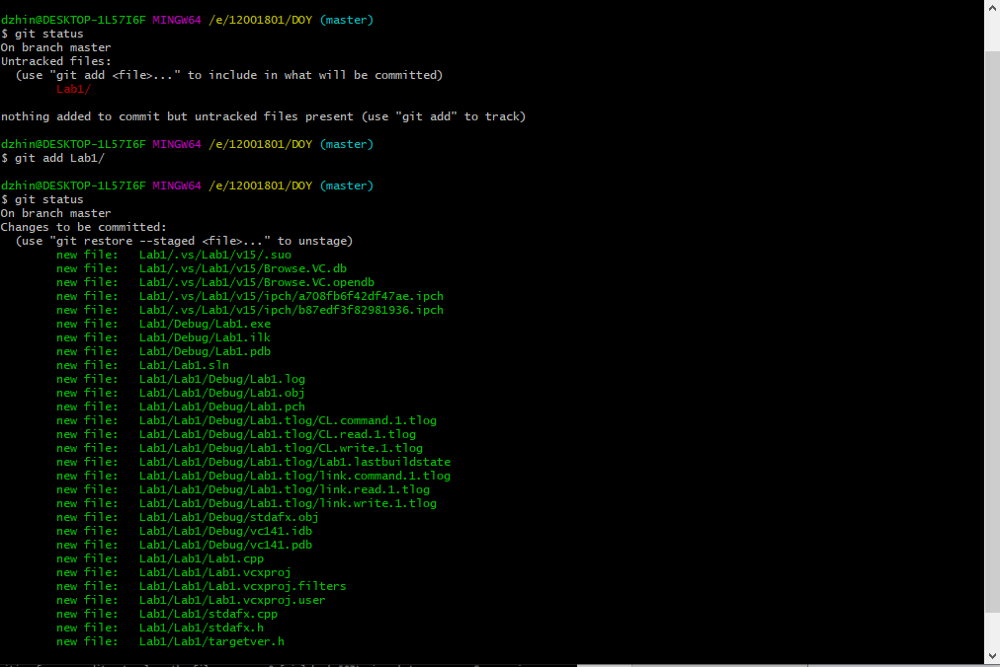 dzhin@DESKTOP-1L57I6F MINGW64 /e/12001801/DOY (master)
$ git status
On branch master
Untracked files:
  (use "git add <file>..." to include in what will be committed)
        Lab1/

nothing added to commit but untracked files present (use "git add" to track)

dzhin@DESKTOP-1L57I6F MINGW64 /e/12001801/DOY (master)
$ git add Lab1/

dzhin@DESKTOP-1L57I6F MINGW64 /e/12001801/DOY (master)
$ git status
On branch master
Changes to be committed:
  (use "git restore --staged <file>..." to unstage)
        new file:   Lab1/.vs/Lab1/v15/.suo
        new file:   Lab1/.vs/Lab1/v15/Browse.VC.db
        new file:   Lab1/.vs/Lab1/v15/Browse.VC.opendb
        new file:   Lab1/.vs/Lab1/v15/ipch/a708fb6f42df47ae.ipch
        new file:   Lab1/.vs/Lab1/v15/ipch/b87edf3f82981936.ipch
        new file:   Lab1/Debug/Lab1.exe
        new file:   Lab1/Debug/Lab1.ilk
        new file:   Lab1/Debug/Lab1.pdb
        new file:   Lab1/Lab1.sln
        new file:   Lab1/Lab1/Debug/Lab1.log
        new file:   Lab1/Lab1/Debug/Lab1.obj
        new file:   Lab1/Lab1/Debug/Lab1.pch
        new file:   Lab1/Lab1/Debug/Lab1.tlog/CL.command.1.tlog
        new file:   Lab1/Lab1/Debug/Lab1.tlog/CL.read.1.tlog
        new file:   Lab1/Lab1/Debug/Lab1.tlog/CL.write.1.tlog
        new file:   Lab1/Lab1/Debug/Lab1.tlog/Lab1.lastbuildstate
        new file:   Lab1/Lab1/Debug/Lab1.tlog/link.command.1.tlog
        new file:   Lab1/Lab1/Debug/Lab1.tlog/link.read.1.tlog
        new file:   Lab1/Lab1/Debug/Lab1.tlog/link.write.1.tlog
        new file:   Lab1/Lab1/Debug/stdafx.obj
        new file:   Lab1/Lab1/Debug/vc141.idb
        new file:   Lab1/Lab1/Debug/vc141.pdb
        new file:   Lab1/Lab1/Lab1.cpp
        new file:   Lab1/Lab1/Lab1.vcxproj
        new file:   Lab1/Lab1/Lab1.vcxproj.filters
        new file:   Lab1/Lab1/Lab1.vcxproj.user
        new file:   Lab1/Lab1/stdafx.cpp
        new file:   Lab1/Lab1/stdafx.h
        new file:   Lab1/Lab1/targetver.h